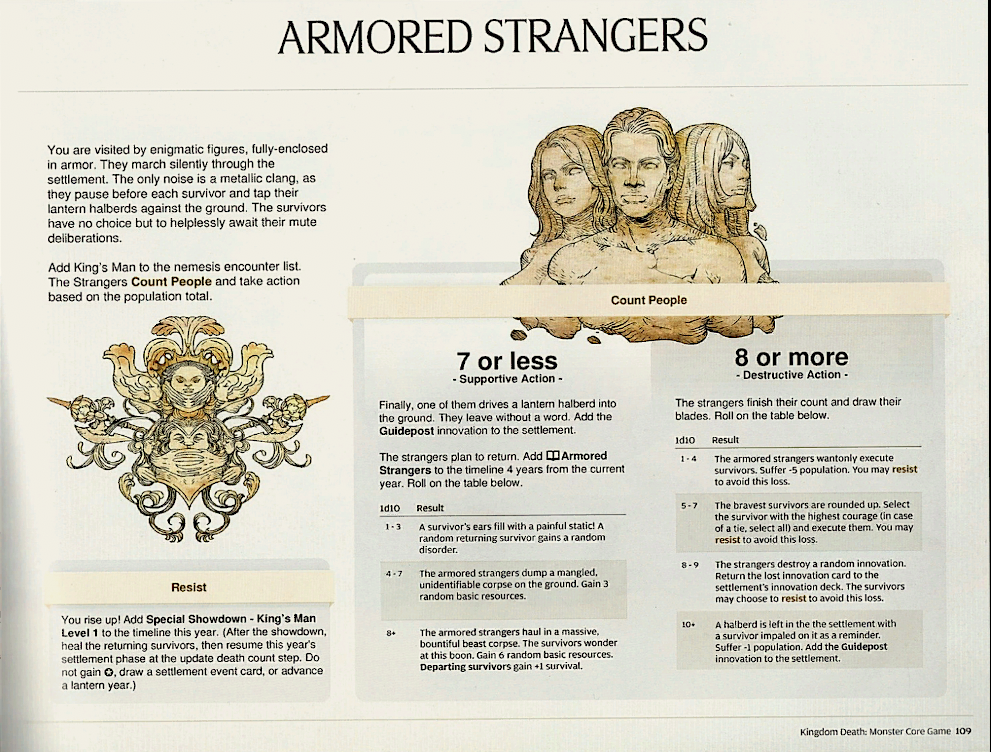 ARMORED STRANGERS
You are visited by enigmatic figures, fully-enclosed
in armor. They march silently through the
settlement. The only noise is a metallic clang, as
they pause before each survivor and tap their
lantern halberds against the ground. The survivors
have no choice but to helplessly await their mute
deliberations.
Add King's Man to the nemesis encounter list.
The Strangers Count People and take action
based on the population total.
Resist
You rise up! Add Special Showdown - King's Man
Level 1 to the timeline this year. (After the showdown,
heal the returning survivors, then resume this year's
settlement phase at the update death count step. Do
not gain , draw a settlement event card, or advance
a lantern year.)
Count People
7 or less
- Supportive Action -
Finally, one of them drives a lantern halberd into
the ground. They leave without a word. Add the
Guidepost innovation to the settlement.
The strangers plan to return. Add Armored
Strangers to the timeline 4 years from the current
year. Roll on the table below.
1d10 Result
1 - 3 A survivor's ears fill with a painful static! A
random returning survivor gains a random
disorder.
4 - 7 The armored strangers dump a mangled,
unidentifiable corpse on the ground. Gain 3
random basic resources.
8+ The armored strangers haul in a massive,
bountiful beast corpse. The survivors wonder
at this boon. Gain 6 random basic resources.
Departing survivors gain +1 survival.
8 or more
- Destructive Action -
The strangers finish their count and draw their
blades. Roll on the table below.
1d10 Result
1 - 4 The armored strangers wantonly execute
survivors. Suffer -5 population. You may resist
to avoid this loss.
5 - 7 The bravest survivors are rounded up. Select
the survivor with the highest courage (in case
of a tie, select all) and execute them. You may
resist to avoid this loss.
8 - 9 The strangers destroy a random innovation.
Return the lost innovation card to the
settlement's innovation deck. The survivors
may choose to resist to avoid this loss.
10+ A halberd is left in the the settlement with
a survivor impaled on it as a reminder.
Suffer -1 population. Add the Guidepost
innovation to the settlement.
Kingdom Death: Monster Core Game 109